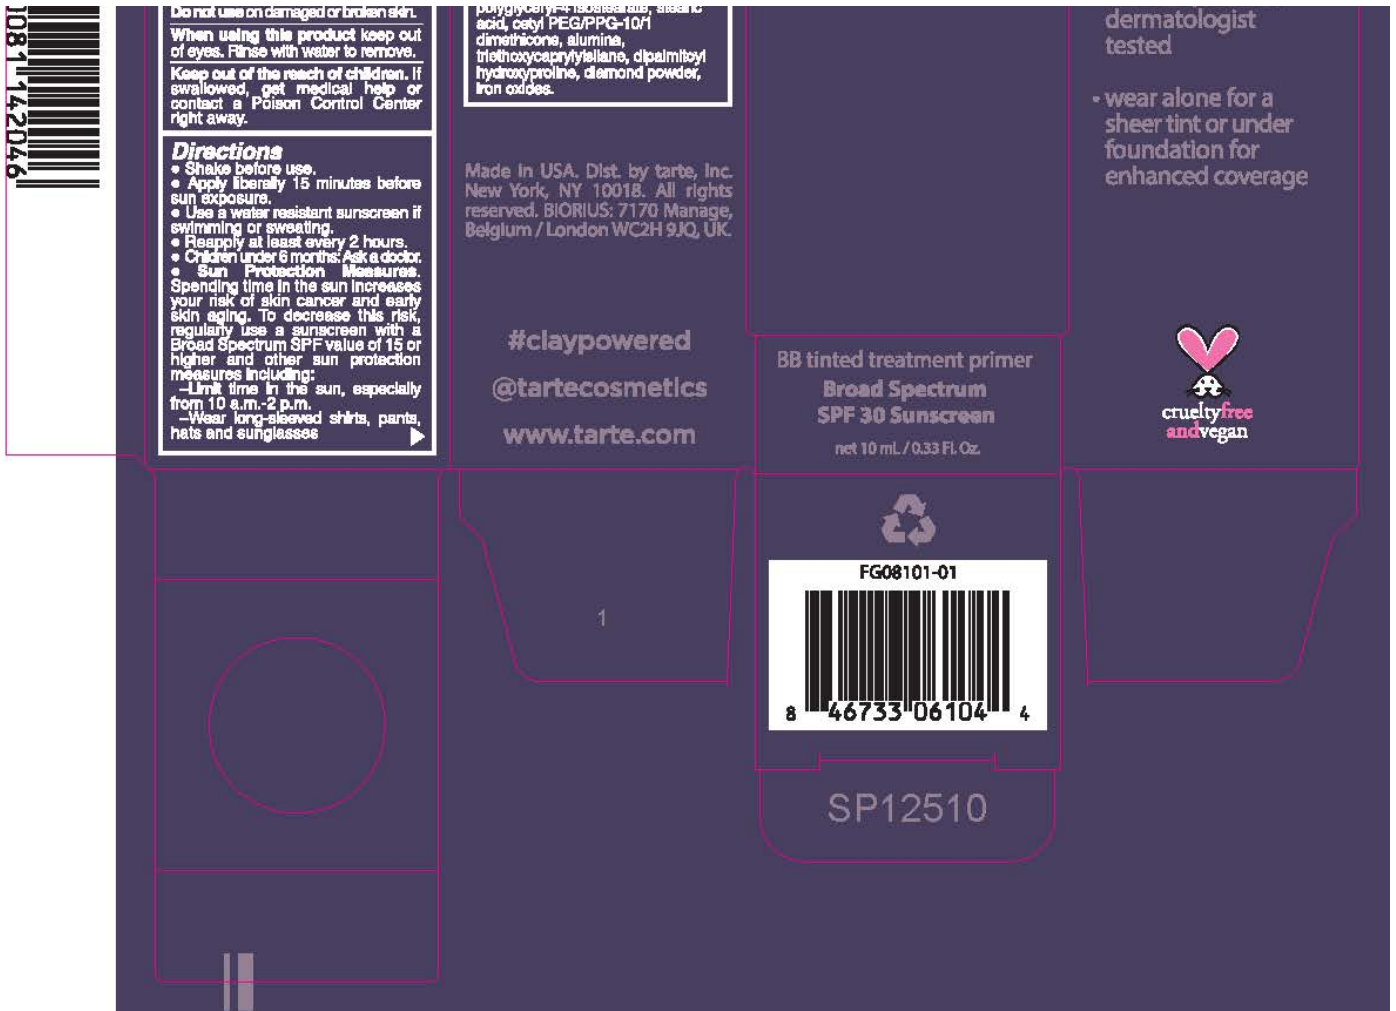 Do not use on damaged or broken skin.
When using this product keep out
of eyes. Rinse with water to remove.
Keep out of the reach of children. If
swallowed, get medical help or
contact a Poison Control Center
right away.
Directions
• Shake before use.
• Apply liberally 15 minutes before
sun exposure.
• Use a water resistant sunscreen if
swimming or sweating.
• Reapply at least every 2 hours.
• Children under 6 months: Ask a doctor.
• Sun Protection Measures.
Spending time in the sun increases
your risk of skin cancer and early
skin aging. To decrease this risk,
regularly use a sunscreen with a
Broad Spectrum SPF value of 15 or
higher and other sun protection
measures including:
–Limit time in the sun, especially
from 10 a.m.-2 p.m.
–Wear long-sleeved shirts, pants,
hats and sunglasses
polyglyceryl-4 isostearate, stearic
acid, cetyl PEG/PPG-10/1
dimethicone, alumina,
triethoxycaprylylsilane, dipalmitoyl
hydroxyproline, diamond powder,
iron oxides.
Made in USA. Dist. by tarte, Inc.
New York, NY 10018. All rights
reserved. BIORIUS: 7170 Manage,
Belgium / London WC2H 9JQ, UK.
#claypowered
@tartecosmetics
www.tarte.com
BB tinted treatment primer
Broad Spectrum
SPF 30 Sunscreen
net 10 mL / 0.33 Fl. Oz.
dermatologist
tested
• wear alone for a
sheer tint or under
foundation for
enhanced coverage
crueltyfree
andvegan
FG08101-01
8 46733 06104 4
1
SP12510
1081 142046